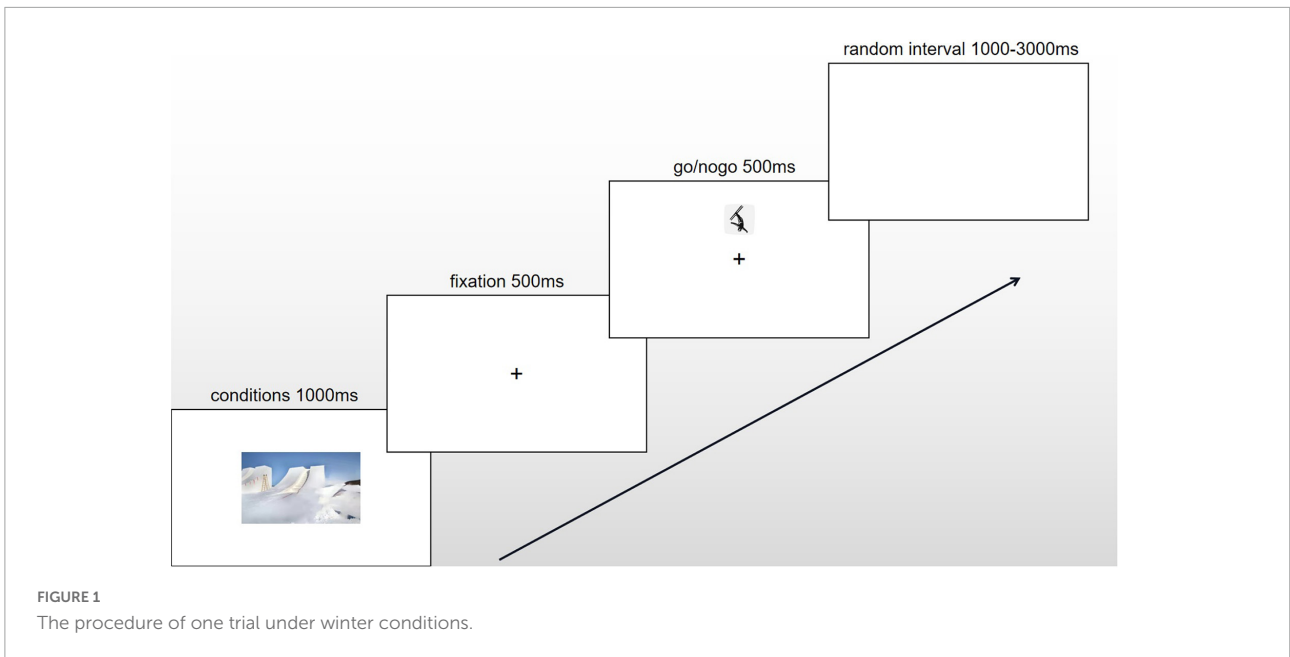 random interval 1000-3000ms
go/nogo 500ms
fixation 500ms
conditions 1000ms
FIGURE 1
The procedure of one trial under winter conditions.